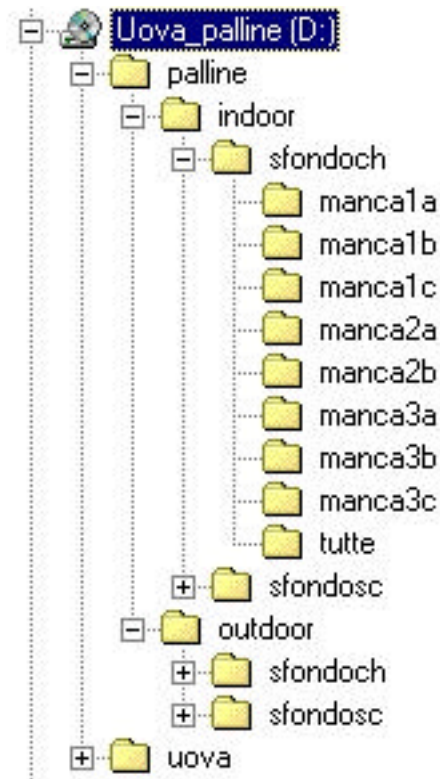 Uova_palline (D:)
palline
indoor
sfondoch
manca1a
manca1b
manca1c
manca2a
manca2b
manca3a
manca3b
manca3c
tutte
sfondosc
outdoor
sfondoch
sfondosc
uova